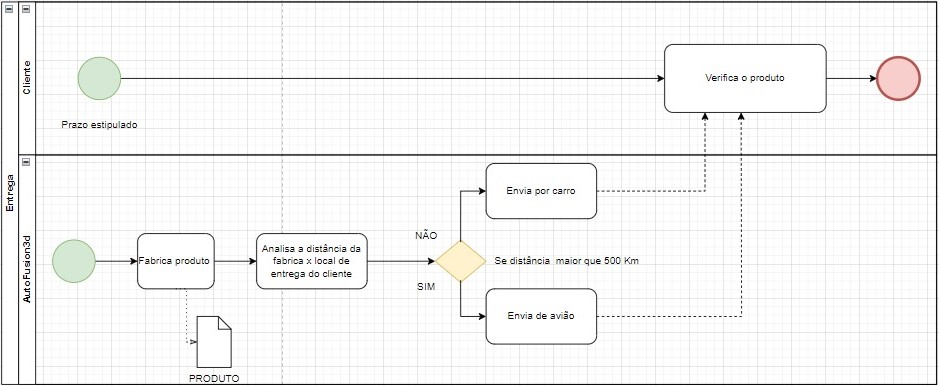 Entrega
Cliente
Prazo estipulado
Verifica o produto
AutoFusion3d
Fabrica produto
Analisa a distância da
fabrica x local de
entrega do cliente
NÃO
SIM
Se distância maior que 500 Km
Envia por carro
Envia de avião
PRODUTO